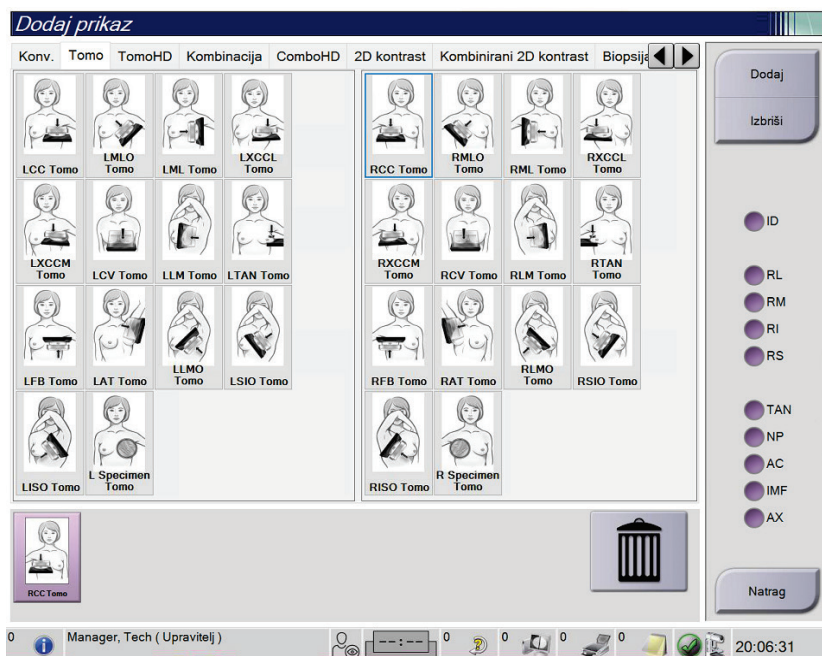 Dodaj prikaz
Konv. Tomo TomoHD Kombinacija ComboHD 2D kontrast Kombinirani 2D kontrast Biopsija
LCC Tomo
LMLO
Tomo
LML Tomo
LXCCL
Tomo
LXCCM
Tomo
LCV Tomo
LLM Tomo
LTAN Tomo
LFB Tomo
LAT Tomo
LLMO
Tomo
LSIO Tomo
LISO Tomo
L Specimen
Tomo
RCC Tomo
RMLO
Tomo
RML Tomo
RXCCL
Tomo
RXCCM
Tomo
RCV Tomo
RLM Tomo
RTAN
Tomo
RFB Tomo
RAT Tomo
RLMO
Tomo
RSIO Tomo
RISO Tomo
R Specimen
Tomo
Dodaj
Izbriši
ID
RL
RM
RI
RS
TAN
NP
AC
IMF
AX
Natrag
RCC Tomo
0 Manager, Tech ( Upravitelj ) --:-- 0 0 0 0 20:06:31